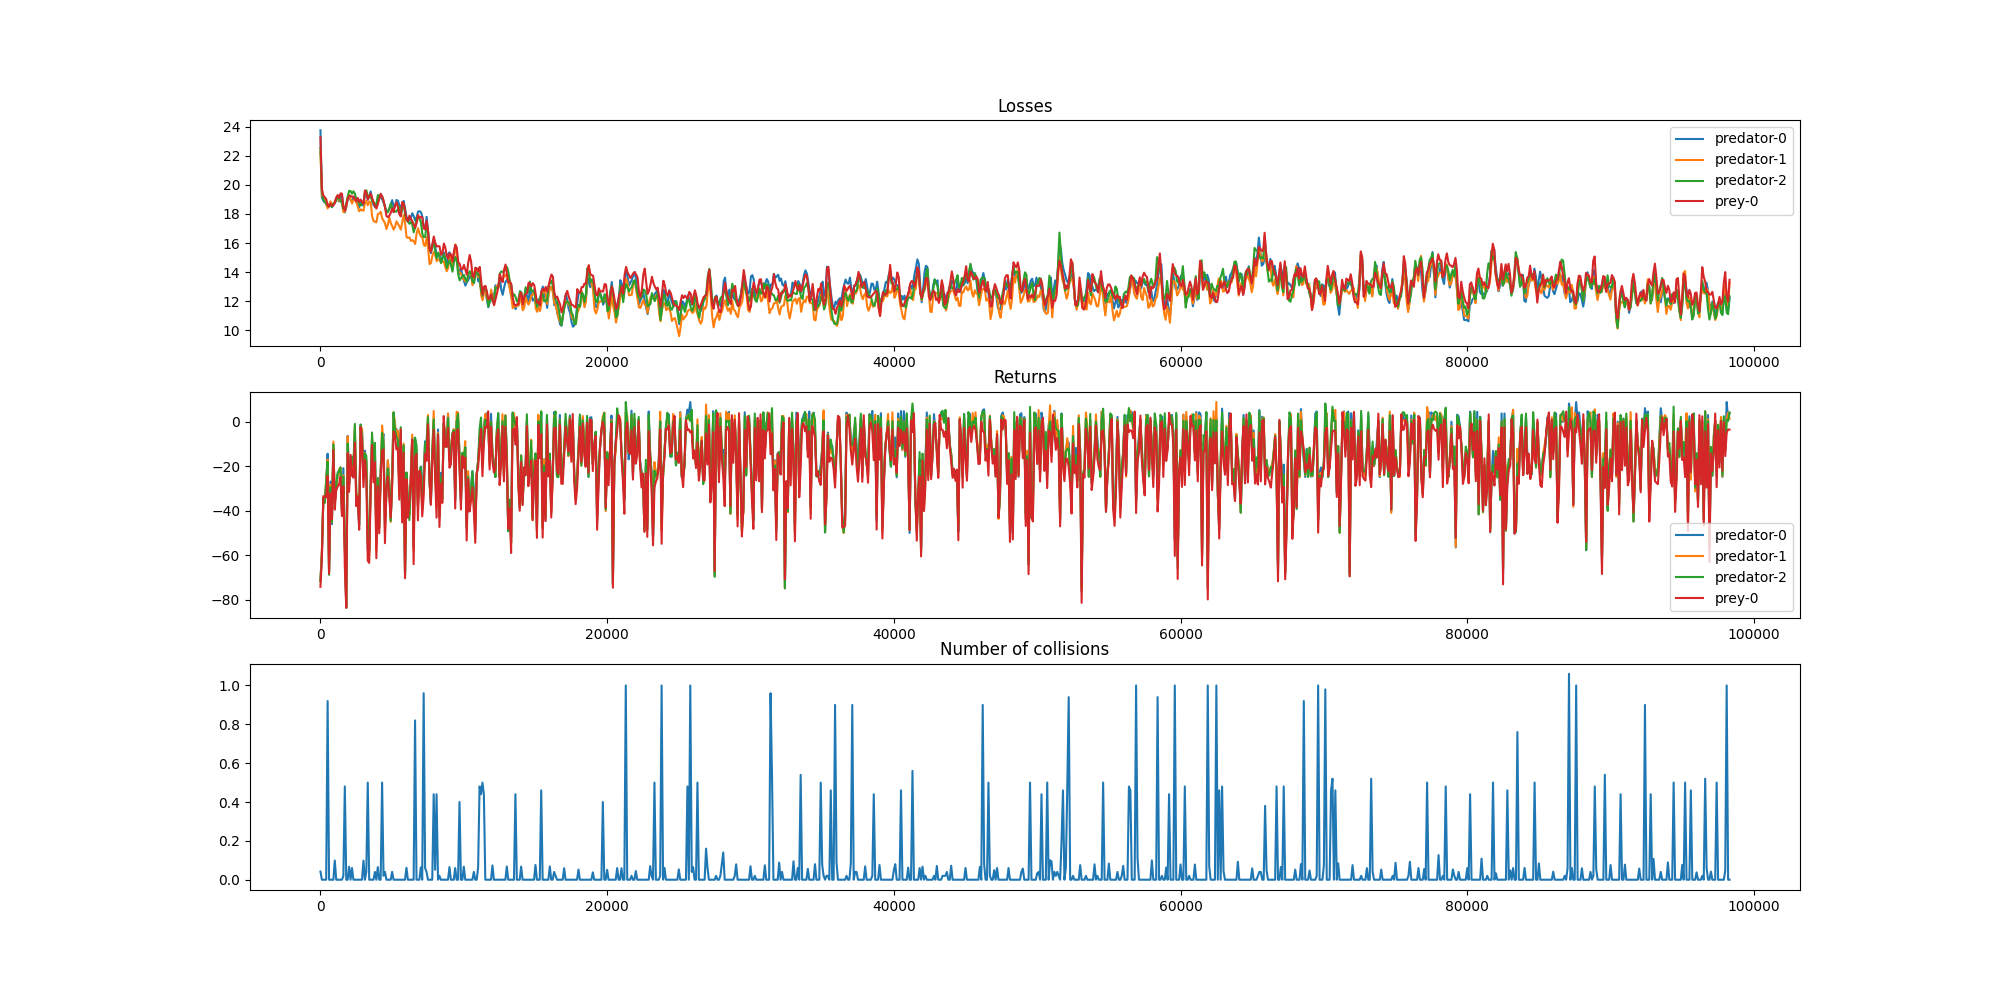 Losses
24
22
20
18
16
14
12
10
predator-0
predator-1
predator-2
prey-0
0 20000 40000 60000 80000 100000
Returns
0
−20
−40
−60
−80
predator-0
predator-1
predator-2
prey-0
0 20000 40000 60000 80000 100000
Number of collisions
1.0
0.8
0.6
0.4
0.2
0.0
0 20000 40000 60000 80000 100000